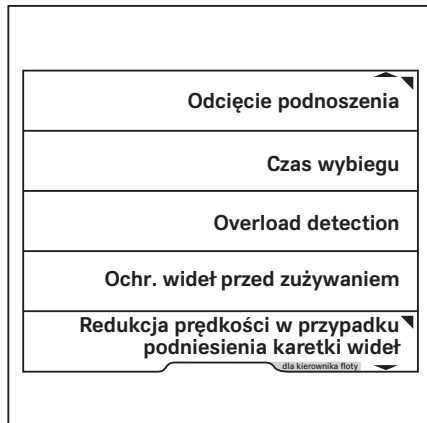 Odcięcie podnoszenia
Czas wybiegu
Overload detection
Ochr. wideł przed zużywaniem
Redukcja prędkości w przypadku
podniesienia karetki wideł
dla kierownika floty